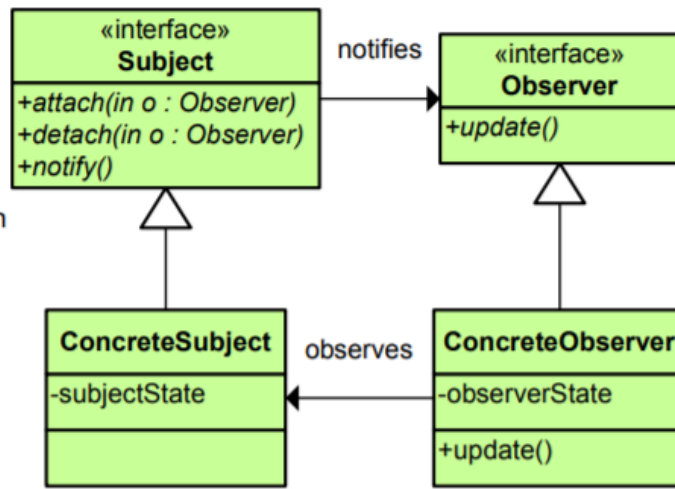 «interface»
Subject
+attach(in o : Observer)
+detach(in o : Observer)
+notify()
notifies
«interface»
Observer
+update()
n
ConcreteSubject
-subjectState
observes
ConcreteObserver
-observerState
+update()